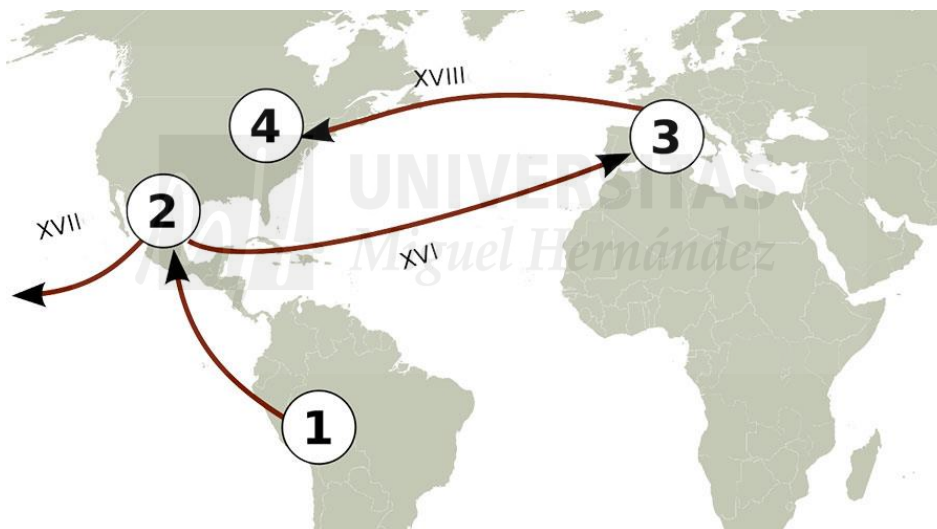 XVIII
4
3
UNIVERSITAS
2
XVII
Miguel Hernández
XVI
1